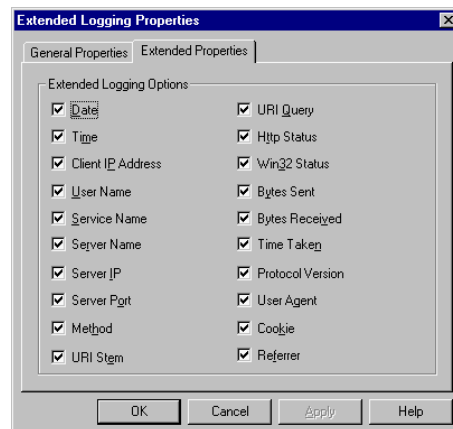 Extended Logging Properties
General Properties
Extended Properties
Extended Logging Options
Date
Time
Client IP Address
User Name
Service Name
Server Name
Server IP
Server Port
Method
URI Stem
URI Query
Http Status
Win32 Status
Bytes Sent
Bytes Received
Time Taken
Protocol Version
User Agent
Cookie
Referrer
OK
Cancel
Apply
Help